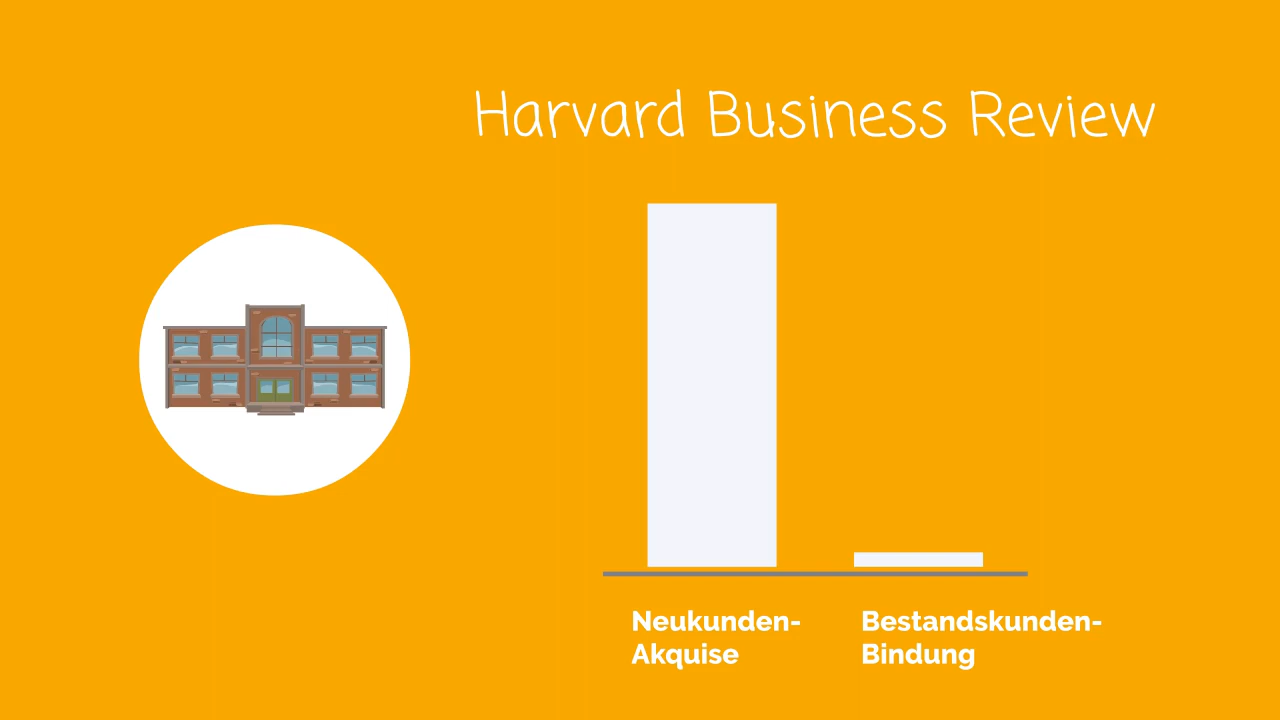 Harvard Business Review
Neukunden-
Akquise
Bestandskunden-
Bindung